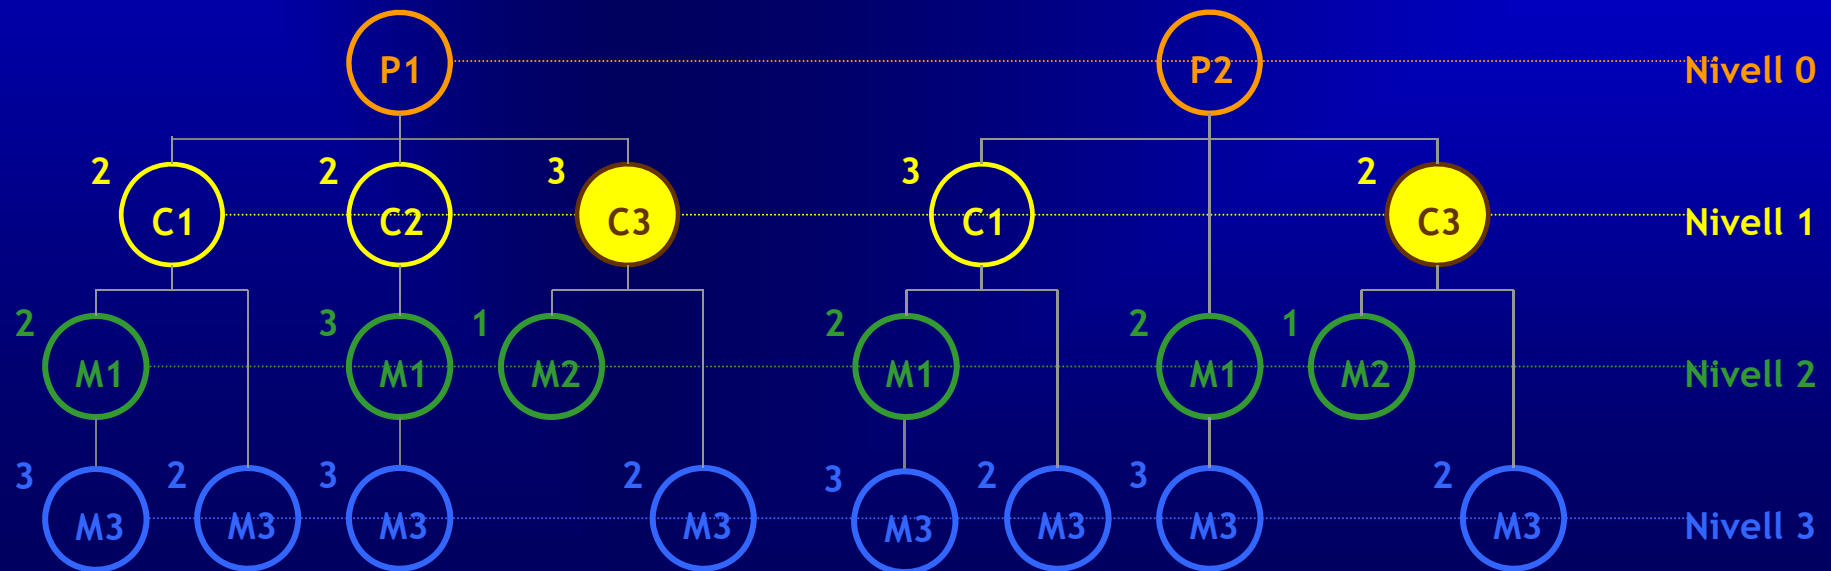 P1 P2 Nivell 0
2 2 3 3 2
C1 C2 C3 C1 C3 Nivell 1
2 3 1 2 2 1
M1 M1 M2 M1 M1 M2 Nivell 2
3 2 3 2 3 2 3 2
M3 M3 M3 M3 M3 M3 M3 M3 Nivell 3